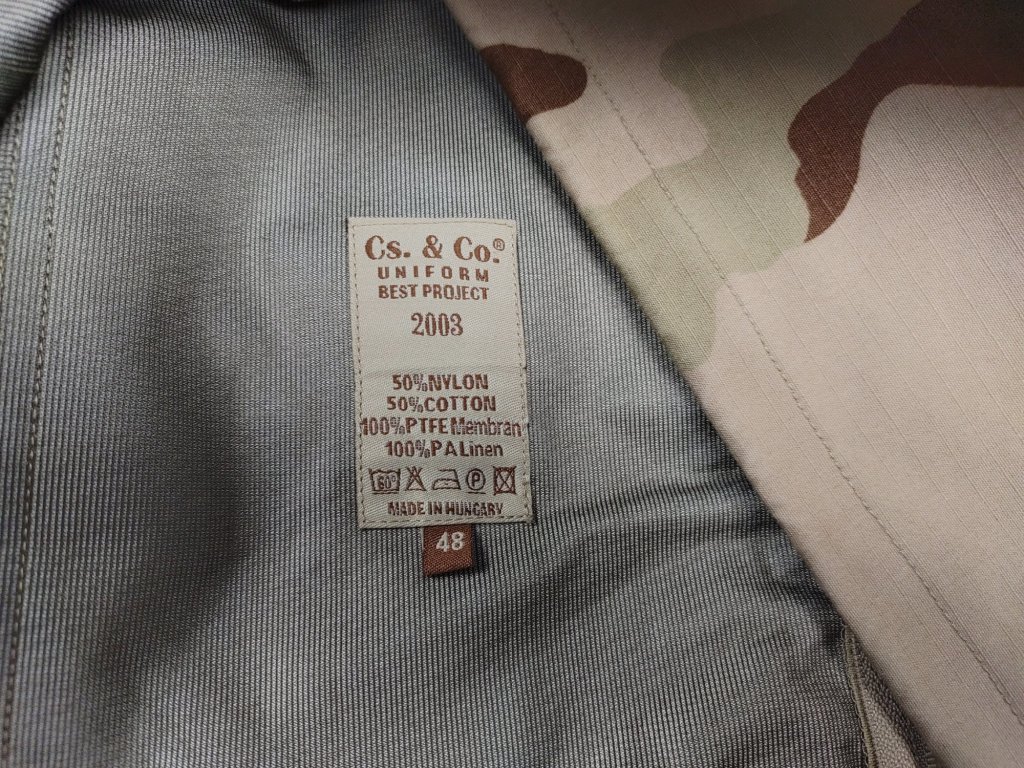 Cs. & Co.®
UNIFORM
BEST PROJECT
2003
50%NYLON
50%COTTON
100%PTFE Membran
100%PA Linen
60° P
MADE IN HUNGARY
48